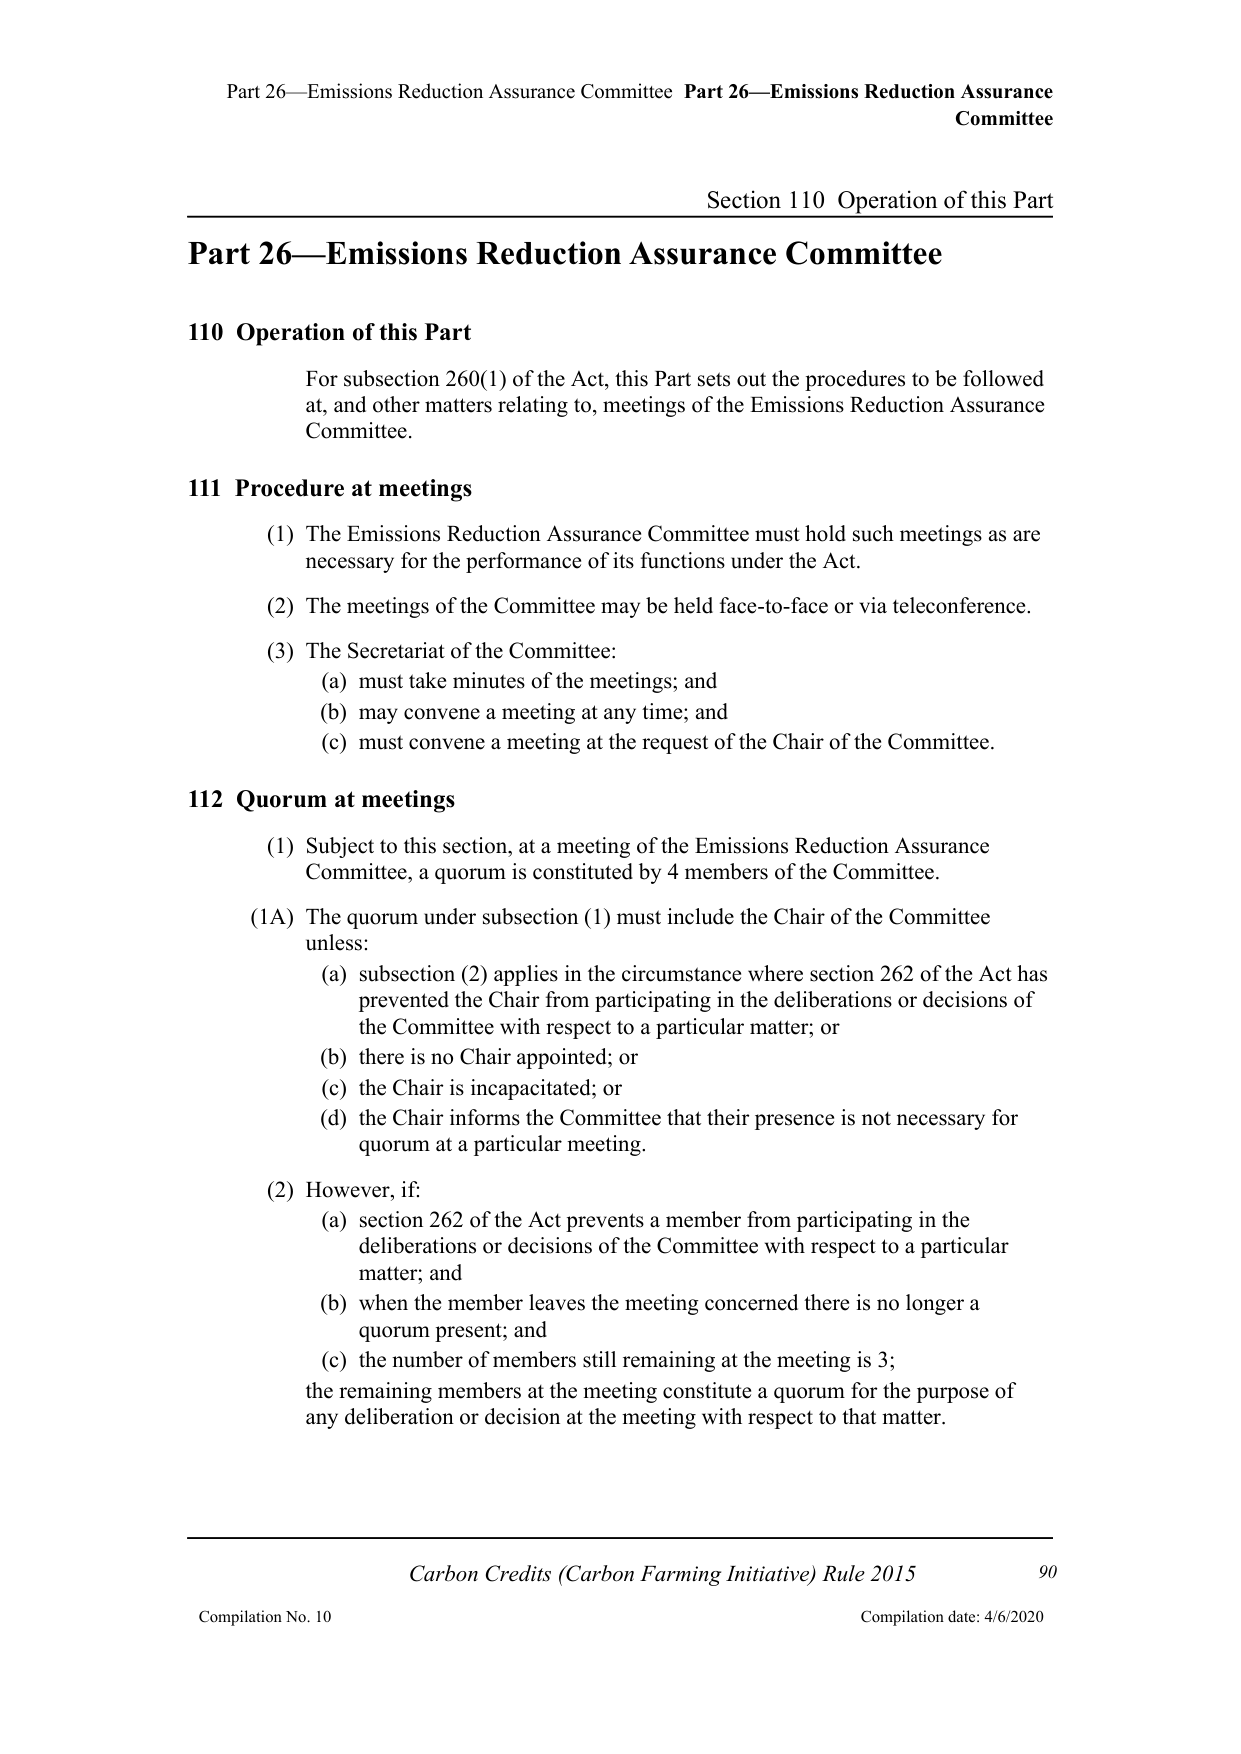 Part 26—Emissions Reduction Assurance Committee  Part 26—Emissions Reduction Assurance
Committee
Section 110  Operation of this Part
Part 26—Emissions Reduction Assurance Committee
110  Operation of this Part
For subsection 260(1) of the Act, this Part sets out the procedures to be followed
at, and other matters relating to, meetings of the Emissions Reduction Assurance
Committee.
111  Procedure at meetings
(1) The Emissions Reduction Assurance Committee must hold such meetings as are
necessary for the performance of its functions under the Act.
(2) The meetings of the Committee may be held face-to-face or via teleconference.
(3) The Secretariat of the Committee:
(a) must take minutes of the meetings; and
(b) may convene a meeting at any time; and
(c) must convene a meeting at the request of the Chair of the Committee.
112  Quorum at meetings
(1) Subject to this section, at a meeting of the Emissions Reduction Assurance
Committee, a quorum is constituted by 4 members of the Committee.
(1A) The quorum under subsection (1) must include the Chair of the Committee
unless:
(a) subsection (2) applies in the circumstance where section 262 of the Act has
prevented the Chair from participating in the deliberations or decisions of
the Committee with respect to a particular matter; or
(b) there is no Chair appointed; or
(c) the Chair is incapacitated; or
(d) the Chair informs the Committee that their presence is not necessary for
quorum at a particular meeting.
(2) However, if:
(a) section 262 of the Act prevents a member from participating in the
deliberations or decisions of the Committee with respect to a particular
matter; and
(b) when the member leaves the meeting concerned there is no longer a
quorum present; and
(c) the number of members still remaining at the meeting is 3;
the remaining members at the meeting constitute a quorum for the purpose of
any deliberation or decision at the meeting with respect to that matter.
Carbon Credits (Carbon Farming Initiative) Rule 2015 90
Compilation No. 10 Compilation date: 4/6/2020